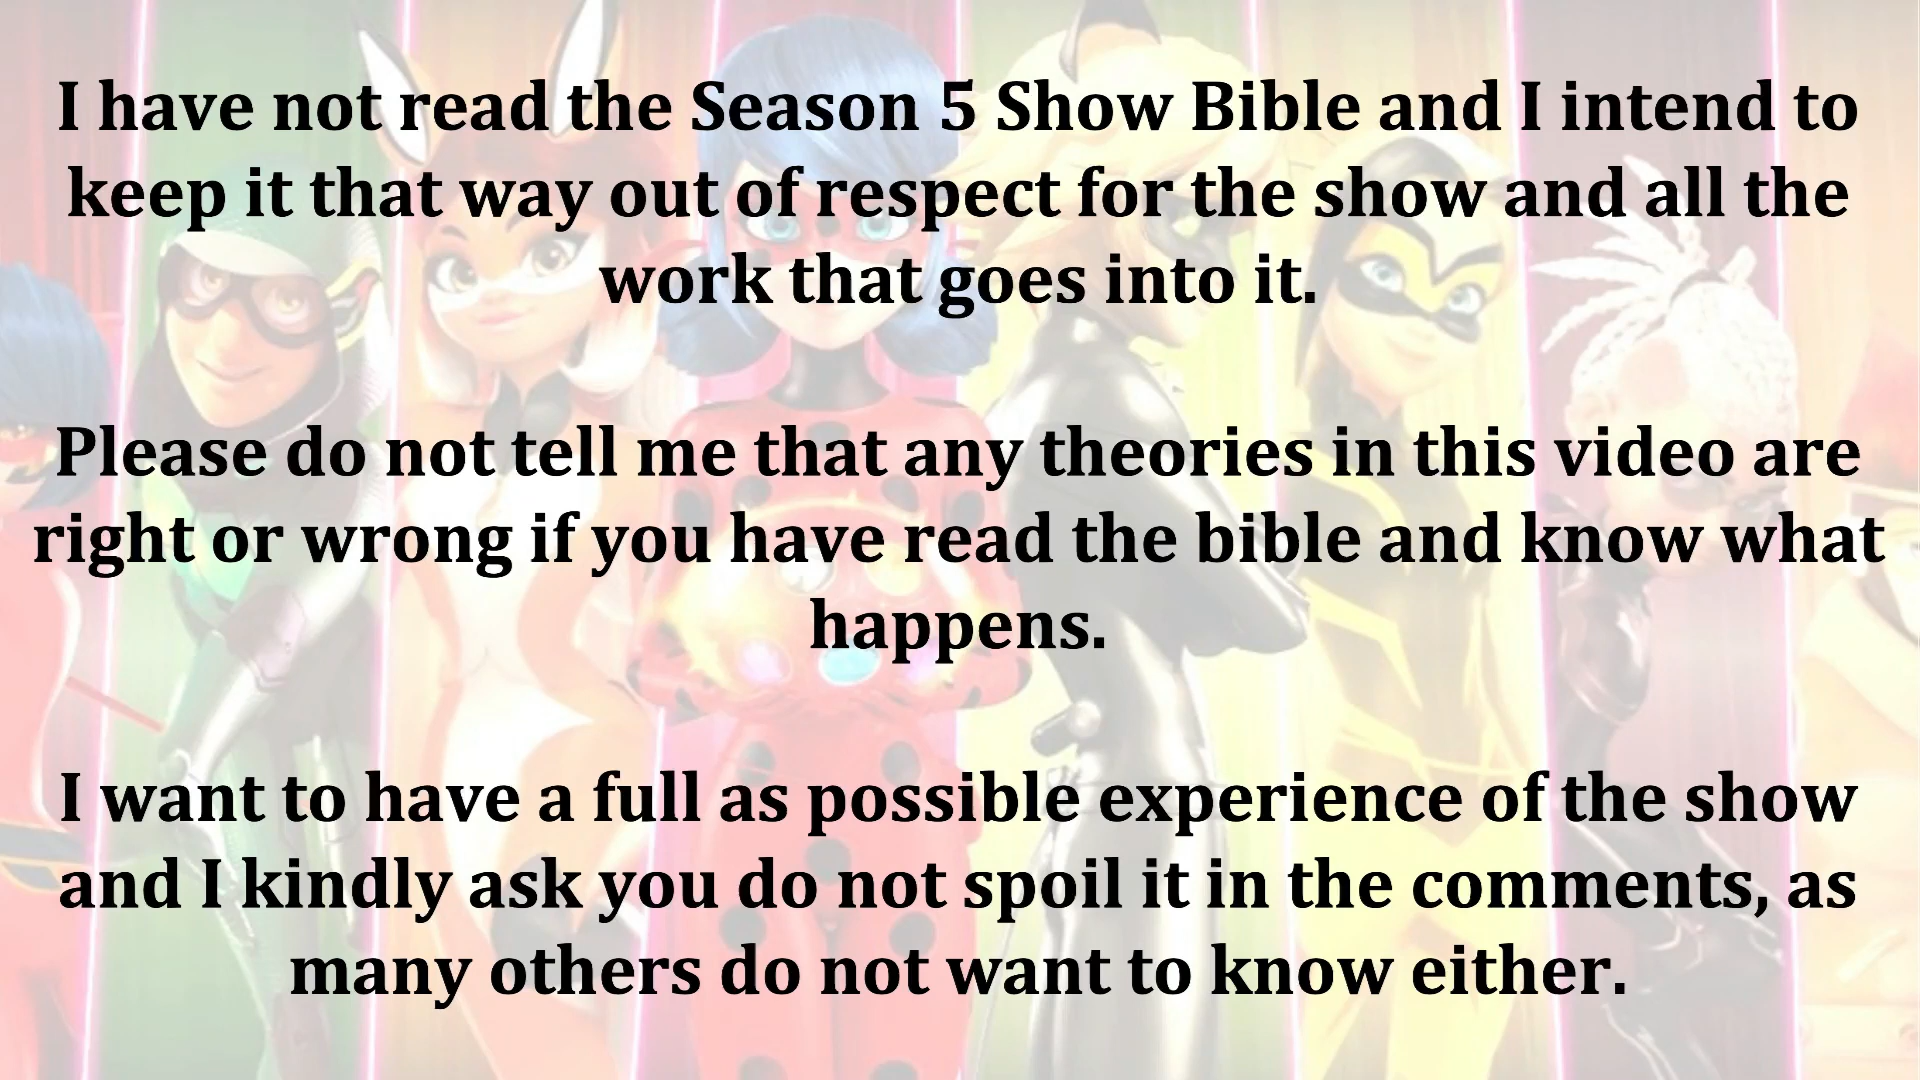 I have not read the Season 5 Show Bible and I intend to
keep it that way out of respect for the show and all the
work that goes into it.
Please do not tell me that any theories in this video are
right or wrong if you have read the bible and know what
happens.
I want to have a full as possible experience of the show
and I kindly ask you do not spoil it in the comments, as
many others do not want to know either.